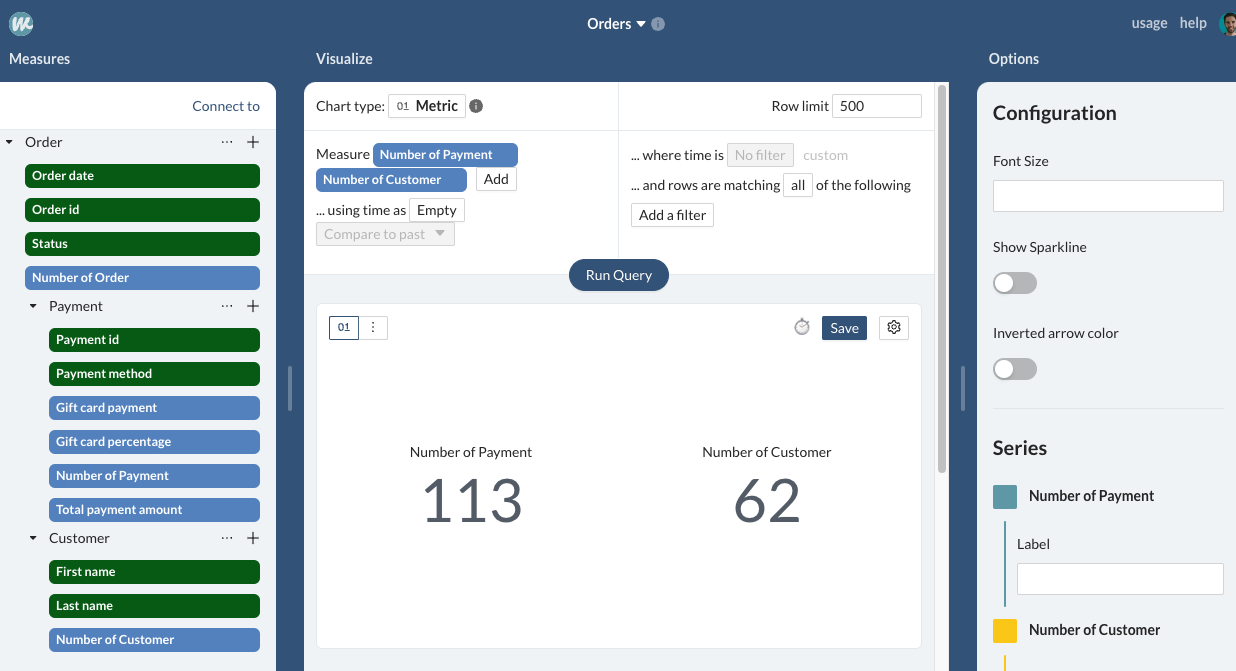 Orders
usage help
Measures
Visualize
Options
Connect to
Order
Order date
Order id
Status
Number of Order
Payment
Payment id
Payment method
Gift card payment
Gift card percentage
Number of Payment
Total payment amount
Customer
First name
Last name
Number of Customer
Chart type: 01 Metric
Row limit 500
Measure Number of Payment
Number of Customer Add
... using time as Empty
Compare to past
... where time is No filter custom
... and rows are matching all of the following
Add a filter
Run Query
01
Save
Number of Payment
113
Number of Customer
62
Configuration
Font Size
Show Sparkline
Inverted arrow color
Series
Number of Payment
Label
Number of Customer